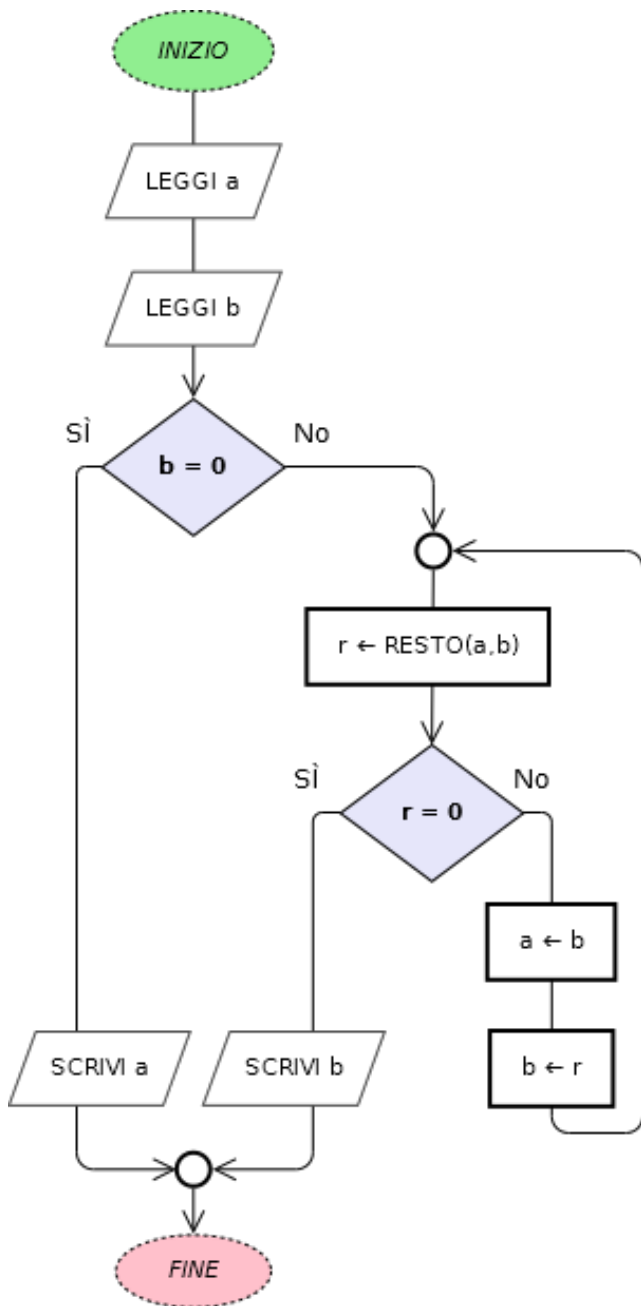 INIZIO
LEGGI a
LEGGI b
SÌ
No
b = 0
r ← RESTO(a,b)
SÌ
No
r = 0
a ← b
SCRIVI a
SCRIVI b
b ← r
FINE